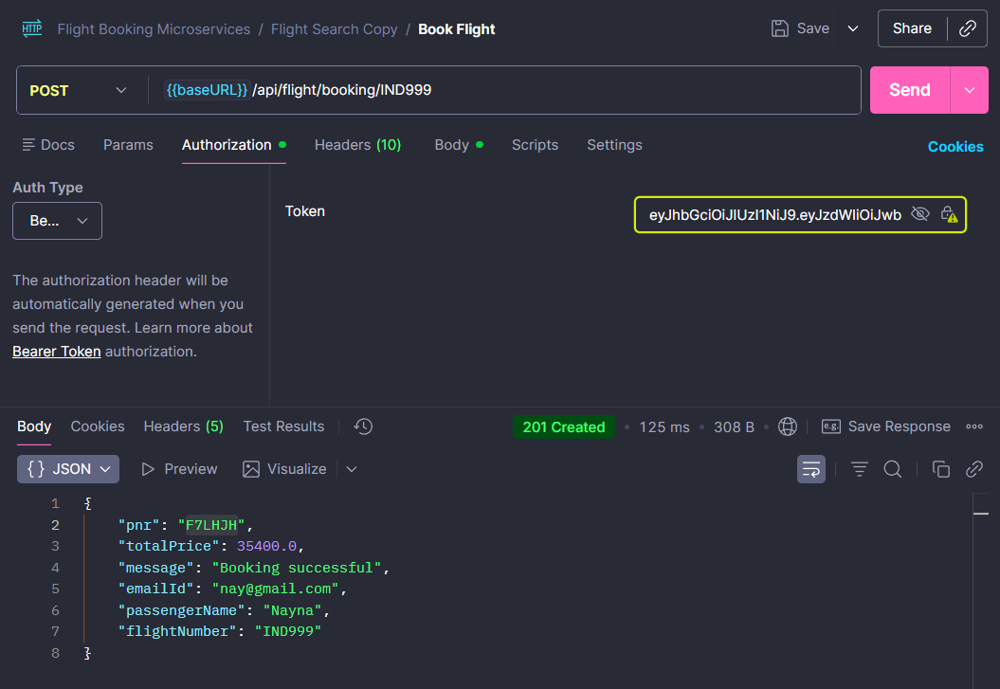 HTTP Flight Booking Microservices / Flight Search Copy / Book Flight Save Share
POST {{baseURL}} /api/flight/booking/IND999 Send
Docs Params Authorization Headers (10) Body Scripts Settings Cookies
Auth Type
Be...
Token eyJhbGciOiJIUzI1NiJ9.eyJzdWIiOiJwb
The authorization header will be
automatically generated when you
send the request. Learn more about
Bearer Token authorization.
Body Cookies Headers (5) Test Results 201 Created • 125 ms • 308 B e.g. Save Response
{} JSON Preview Visualize
1 {
2 "pnr": "F7LHJH",
3 "totalPrice": 35400.0,
4 "message": "Booking successful",
5 "emailId": "nay@gmail.com",
6 "passengerName": "Nayna",
7 "flightNumber": "IND999"
8 }